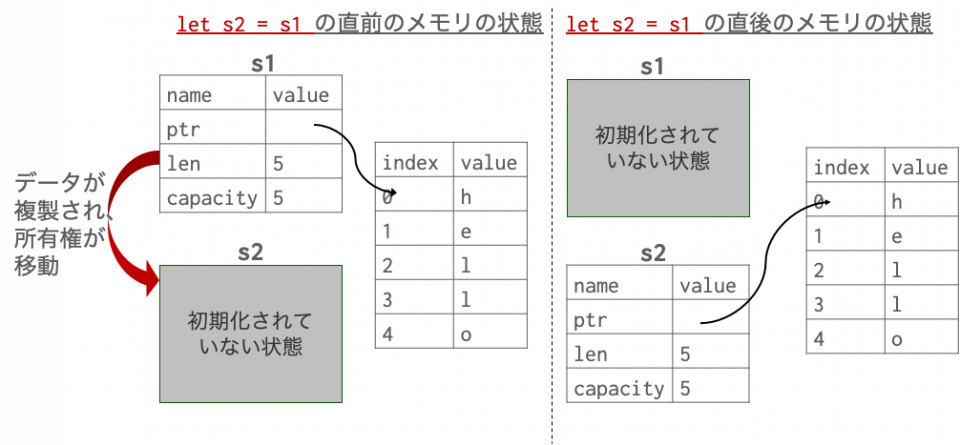 let s2 = s1 の直前のメモリの状態
s1
name value
ptr
len 5
capacity 5
データが
複製され、
所有権が
移動
s2
初期化されて
いない状態
index value
0 h
1 e
2 l
3 l
4 o
let s2 = s1 の直後のメモリの状態
s1
初期化されて
いない状態
s2
name value
ptr
len 5
capacity 5
index value
0 h
1 e
2 l
3 l
4 o